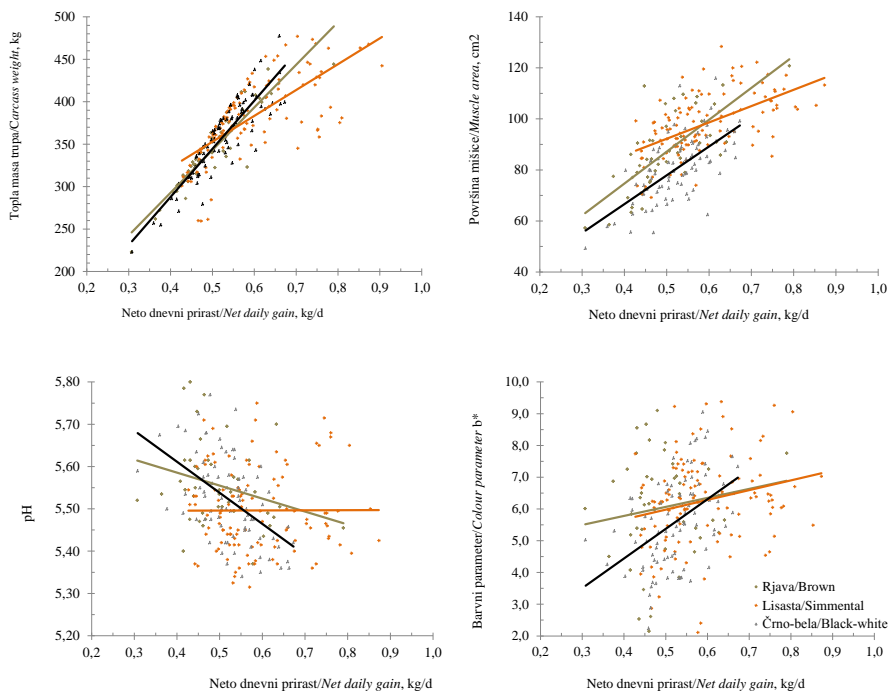 Topla masa trupa/Carcass weight, kg
500
450
400
350
300
250
200
0,2 0,3 0,4 0,5 0,6 0,7 0,8 0,9 1,0
Neto dnevni prirast/Net daily gain, kg/d
Površina mišice/Muscle area, cm2
140
120
100
80
60
40
0,2 0,3 0,4 0,5 0,6 0,7 0,8 0,9 1,0
Neto dnevni prirast/Net daily gain, kg/d
pH
5,80
5,70
5,60
5,50
5,40
5,30
5,20
0,2 0,3 0,4 0,5 0,6 0,7 0,8 0,9 1,0
Neto dnevni prirast/Net daily gain, kg/d
Barvni parameter/Colour parameter b*
10,0
9,0
8,0
7,0
6,0
5,0
4,0
3,0
2,0
Rjava/Brown
Lisasta/Simmental
Črno-bela/Black-white
0,2 0,3 0,4 0,5 0,6 0,7 0,8 0,9 1,0
Neto dnevni prirast/Net daily gain, kg/d